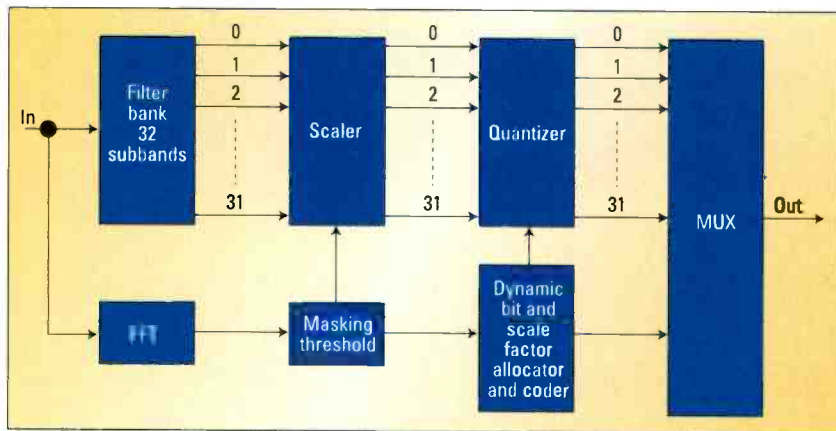 In
Filter
bank
32
subbands
0
1
2
31
Scaler
0
1
2
31
Quantizer
0
1
2
31
MUX
Out
FFT
Masking
threshold
Dynamic
bit and
scale
factor
allocator
and coder